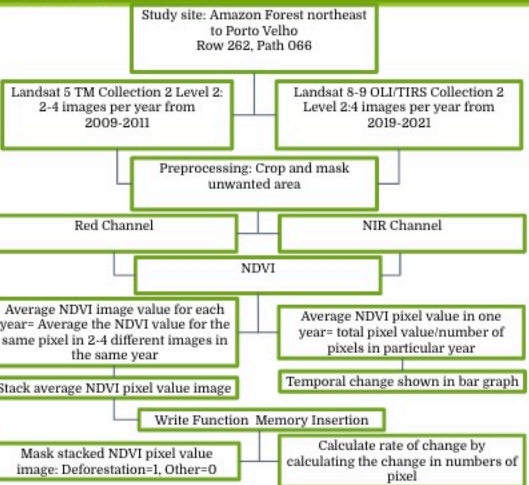 Study site: Amazon Forest northeast
to Porto Velho
Row 262, Path 066
Landsat 5 TM Collection 2 Level 2:
2-4 images per year from
2009-2011
Landsat 8-9 OLI/TIRS Collection 2
Level 2:4 images per year from
2019-2021
Preprocessing: Crop and mask
unwanted area
Red Channel
NIR Channel
NDVI
Average NDVI image value for each
year= Average the NDVI value for the
same pixel in 2-4 different images in
the same year
Average NDVI pixel value in one
year= total pixel value/number of
pixels in particular year
Stack average NDVI pixel value image
Temporal change shown in bar graph
Write Function Memory Insertion
Mask stacked NDVI pixel value
image: Deforestation=1, Other=0
Calculate rate of change by
calculating the change in numbers of
pixel